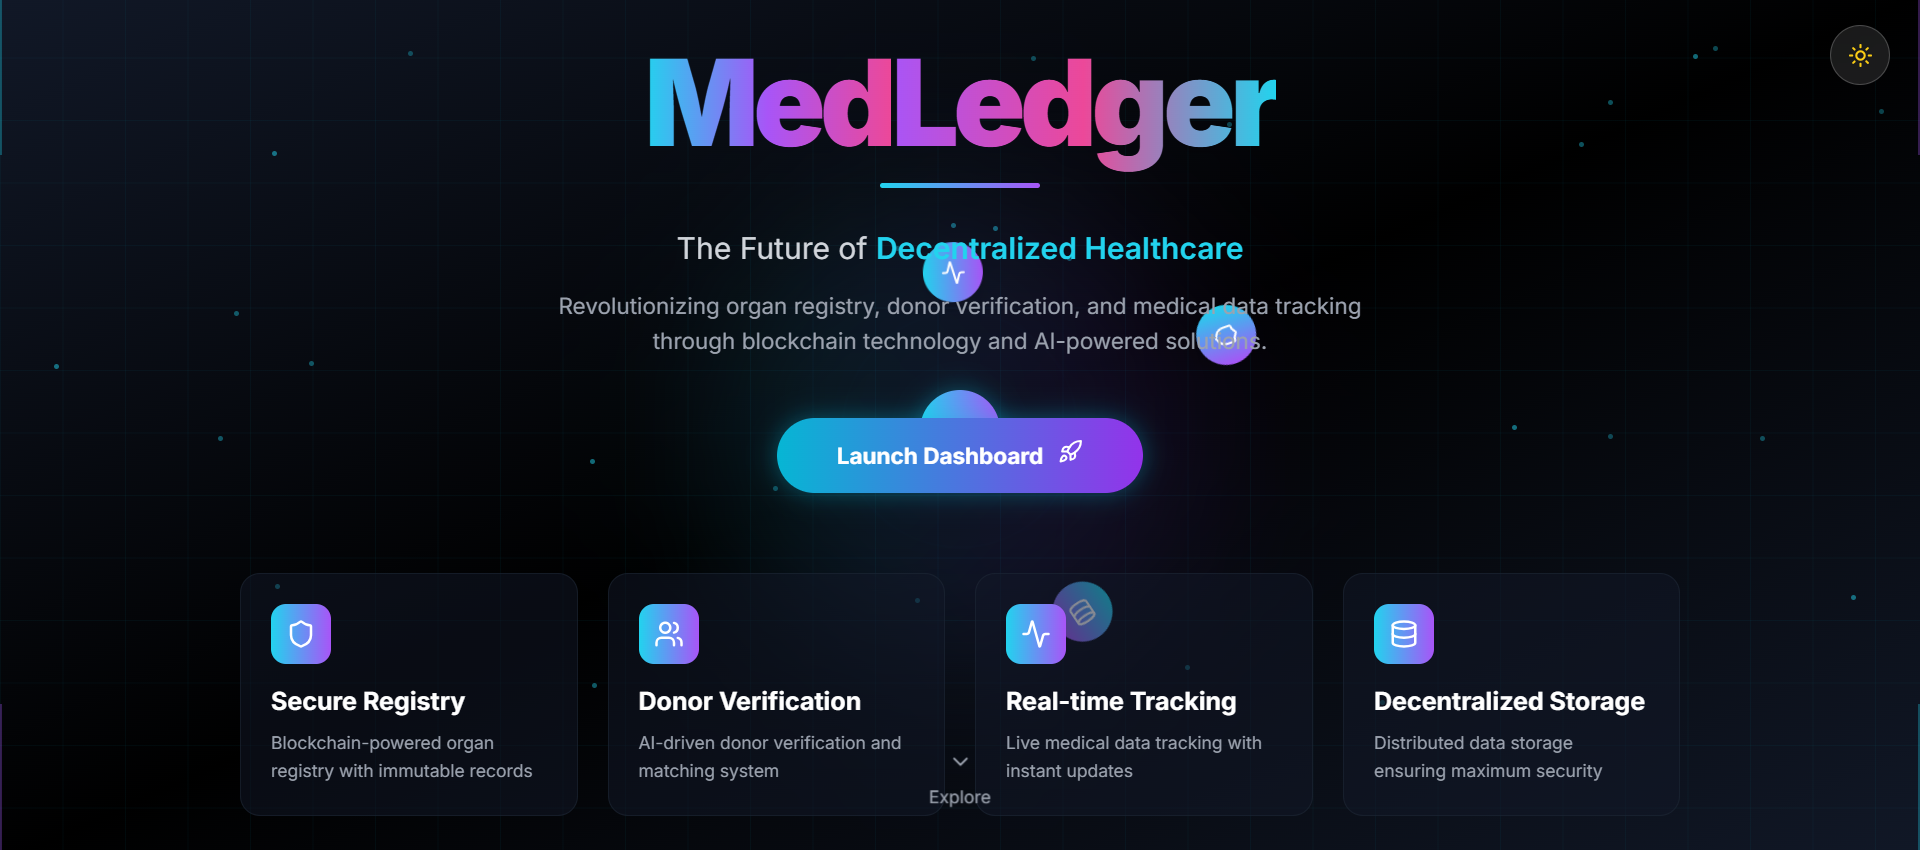 MedLedger
The Future of Decentralized Healthcare
Revolutionizing organ registry, donor verification, and medical data tracking
through blockchain technology and AI-powered solutions.
Launch Dashboard
Secure Registry
Blockchain-powered organ
registry with immutable records
Donor Verification
AI-driven donor verification and
matching system
Real-time Tracking
Live medical data tracking with
instant updates
Decentralized Storage
Distributed data storage
ensuring maximum security
Explore